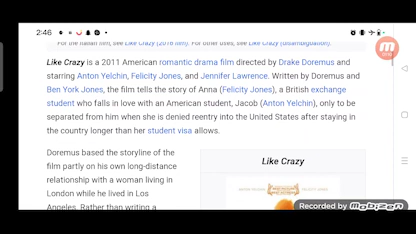 2:46
For the Italian film, see Like Crazy (2016 film). For other uses, see Like Crazy (disambiguation).
Like Crazy is a 2011 American romantic drama film directed by Drake Doremus and
starring Anton Yelchin, Felicity Jones, and Jennifer Lawrence. Written by Doremus and
Ben York Jones, the film tells the story of Anna (Felicity Jones), a British exchange
student who falls in love with an American student, Jacob (Anton Yelchin), only to be
separated from him when she is denied reentry into the United States after staying in
the country longer than her student visa allows.
Doremus based the storyline of the
film partly on his own long-distance
relationship with a woman living in
London while he lived in Los
Angeles. Rather than writing a
Like Crazy
ANTON YELCHIN
FELICITY JONES
Recorded by MOBIZEN